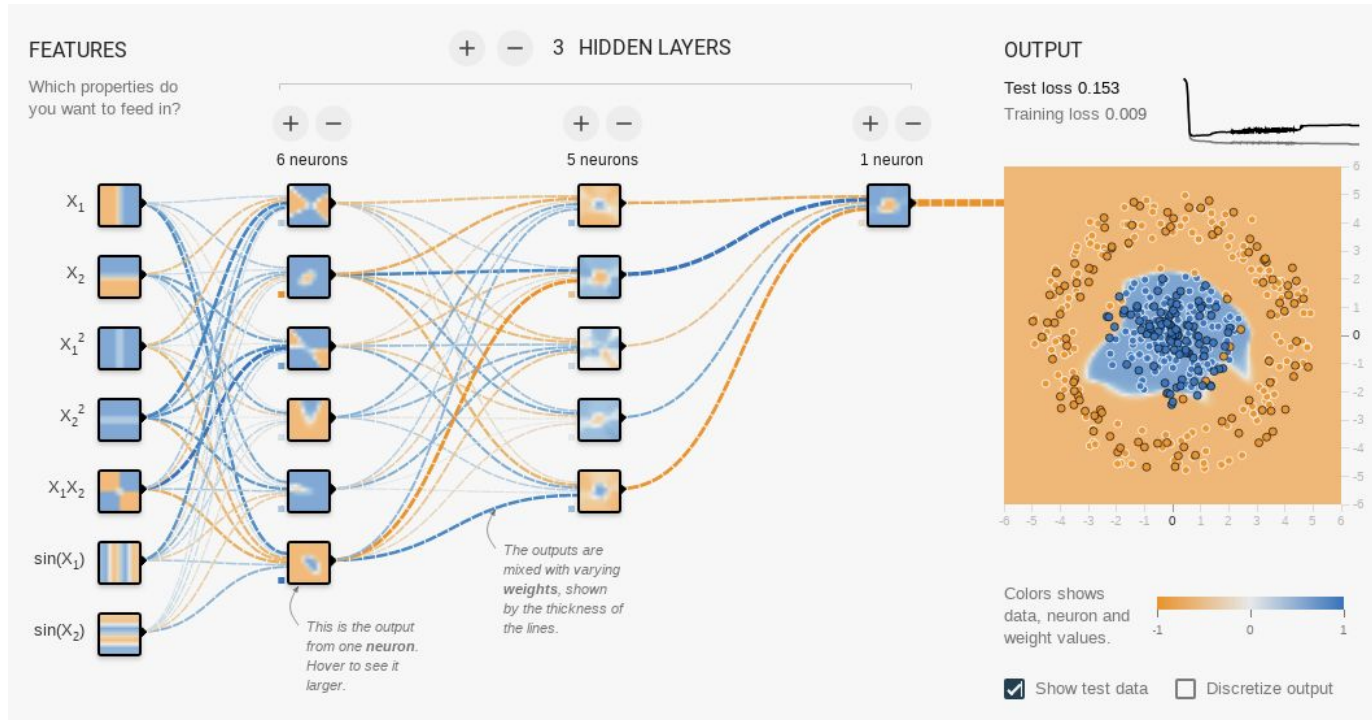 FEATURES
Which properties do
you want to feed in?
+ − 3 HIDDEN LAYERS
+ −
6 neurons
+ −
5 neurons
+ −
1 neuron
X₁
X₂
X₁²
X₂²
X₁X₂
sin(X₁)
sin(X₂)
This is the output
from one neuron.
Hover to see it
larger.
The outputs are
mixed with varying
weights, shown
by the thickness of
the lines.
OUTPUT
Test loss 0.153
Training loss 0.009
6
5
4
3
2
1
0
-1
-2
-3
-4
-5
-6
-6 -5 -4 -3 -2 -1 0 1 2 3 4 5 6
Colors shows
data, neuron and
weight values.
-1 0 1
Show test data
Discretize output